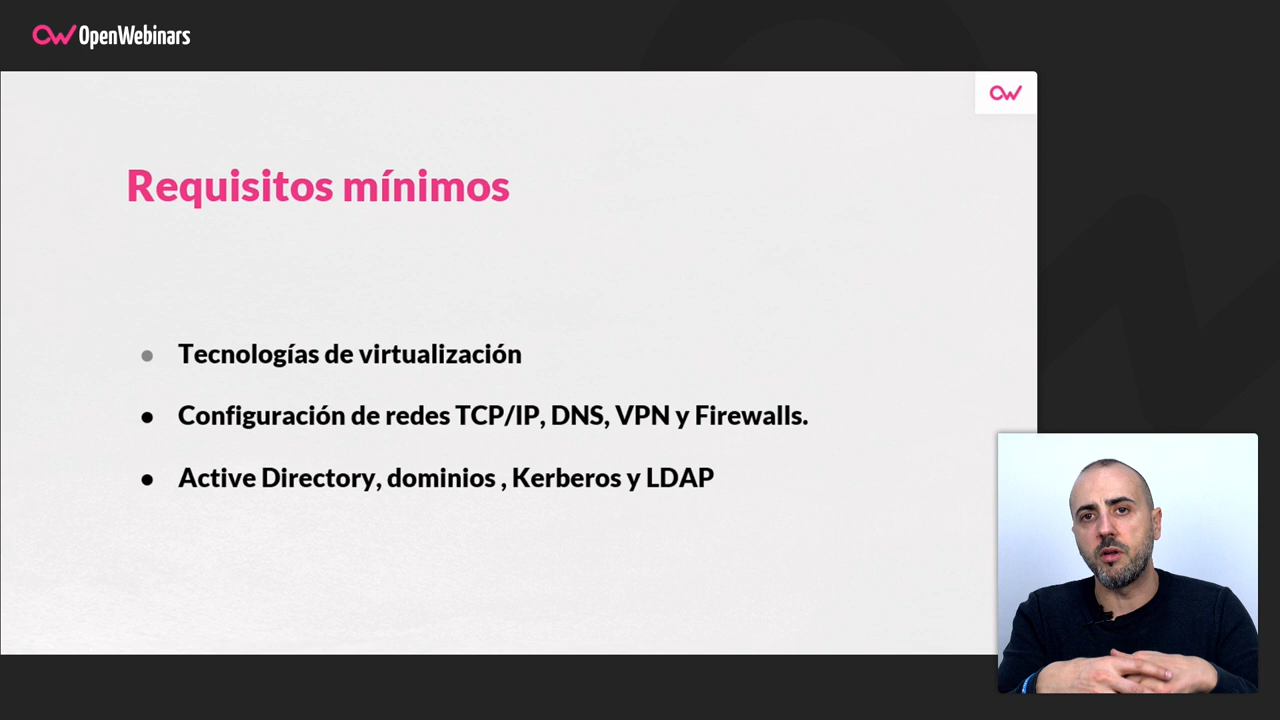 OpenWebinars
Requisitos mínimos
Tecnologías de virtualización
Configuración de redes TCP/IP, DNS, VPN y Firewalls.
Active Directory, dominios , Kerberos y LDAP